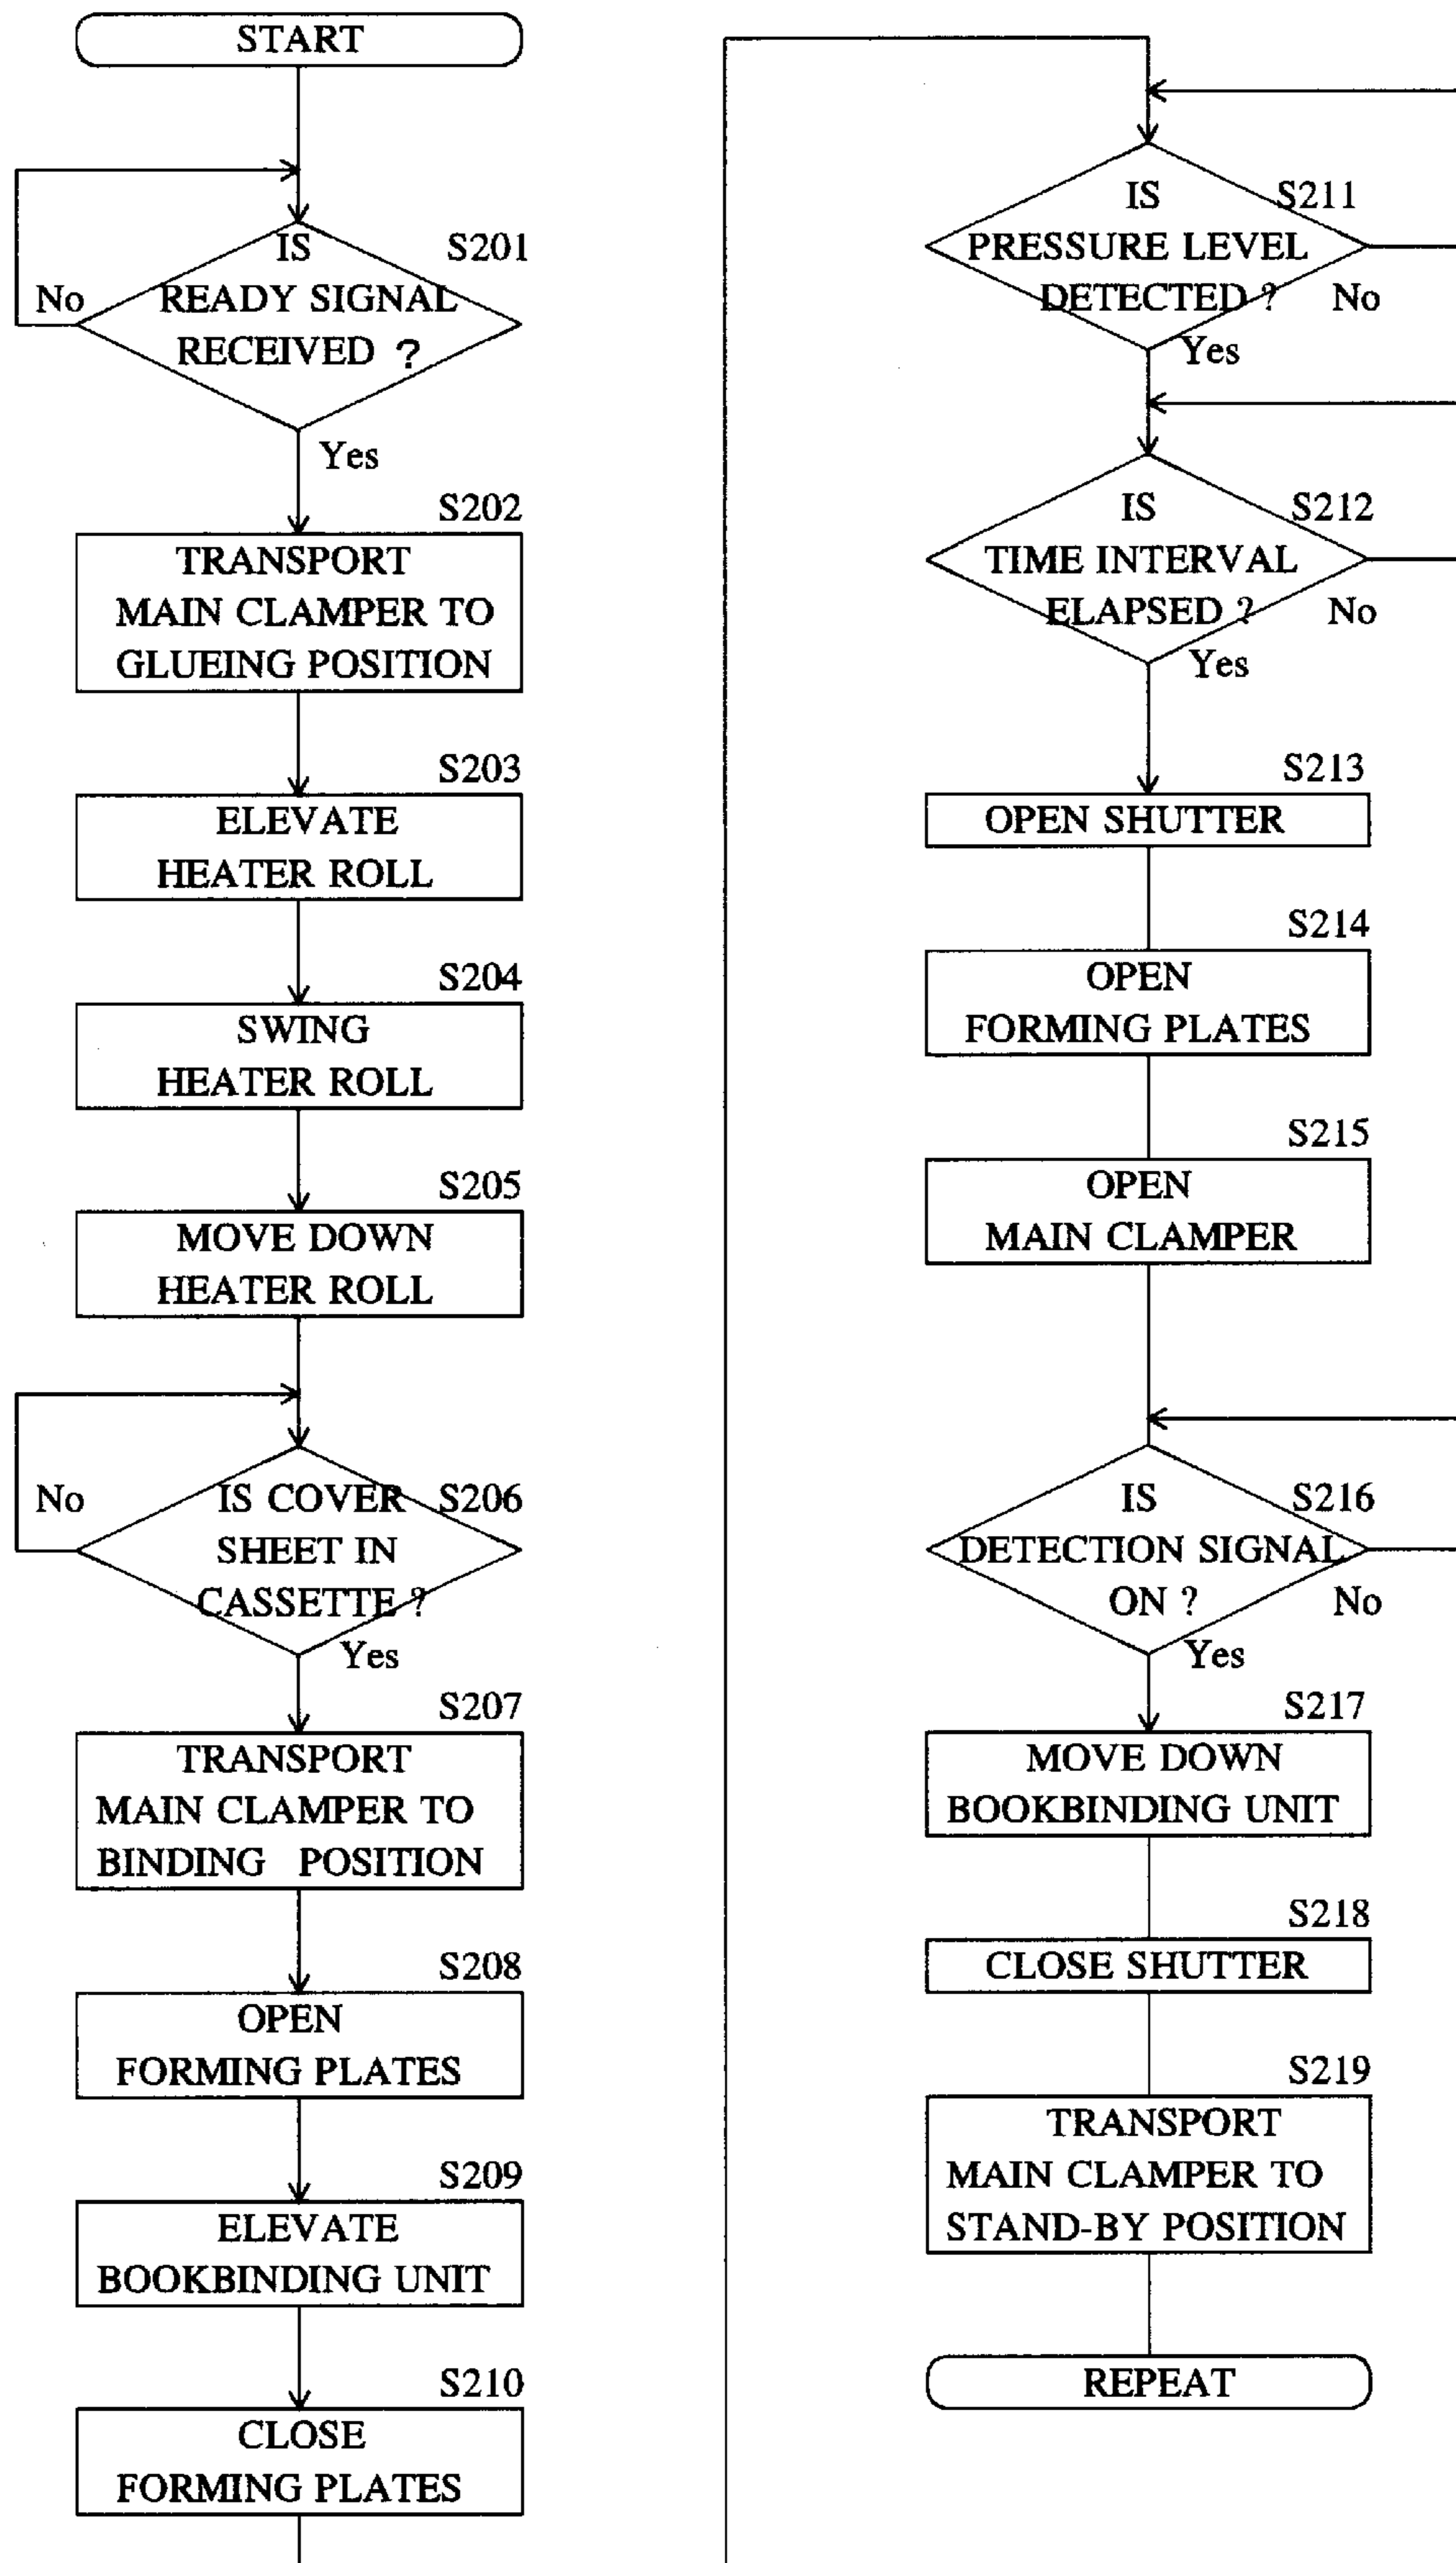 START
IS
S201
No
READY SIGNAL
RECEIVED ?
Yes
S202
TRANSPORT
MAIN CLAMPER TO
GLUEING POSITION
S203
ELEVATE
HEATER ROLL
S204
SWING
HEATER ROLL
S205
MOVE DOWN
HEATER ROLL
No
IS COVER
S206
SHEET IN
CASSETTE ?
Yes
S207
TRANSPORT
MAIN CLAMPER TO
BINDING POSITION
S208
OPEN
FORMING PLATES
S209
ELEVATE
BOOKBINDING UNIT
S210
CLOSE
FORMING PLATES
IS
S211
PRESSURE LEVEL
DETECTED ?
No
Yes
IS
S212
TIME INTERVAL
ELAPSED ?
No
Yes
S213
OPEN SHUTTER
S214
OPEN
FORMING PLATES
S215
OPEN
MAIN CLAMPER
IS
S216
DETECTION SIGNAL
ON ?
No
Yes
S217
MOVE DOWN
BOOKBINDING UNIT
S218
CLOSE SHUTTER
S219
TRANSPORT
MAIN CLAMPER TO
STAND-BY POSITION
REPEAT